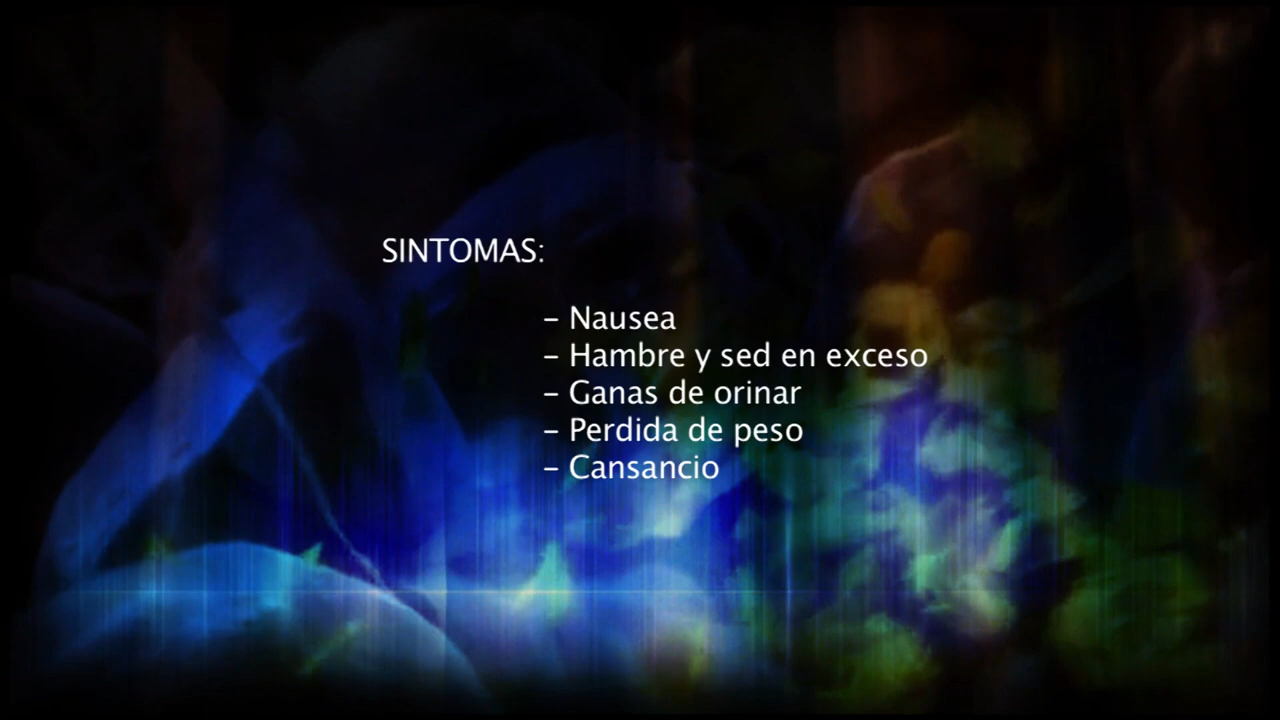 SINTOMAS:
– Nausea
– Hambre y sed en exceso
– Ganas de orinar
– Perdida de peso
– Cansancio